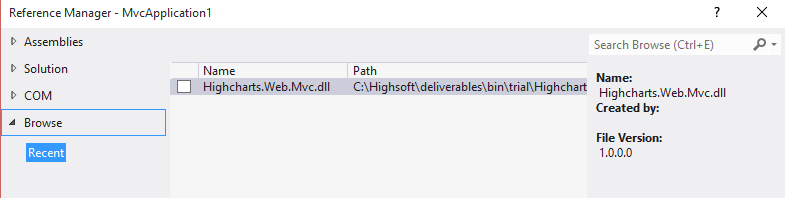 Reference Manager - MvcApplication1
?
Assemblies
Solution
COM
Browse
Recent
Name Path
Highcharts.Web.Mvc.dll C:\Highsoft\deliverables\bin\trial\Highchart
Search Browse (Ctrl+E)
Name:
Highcharts.Web.Mvc.dll
Created by:
File Version:
1.0.0.0